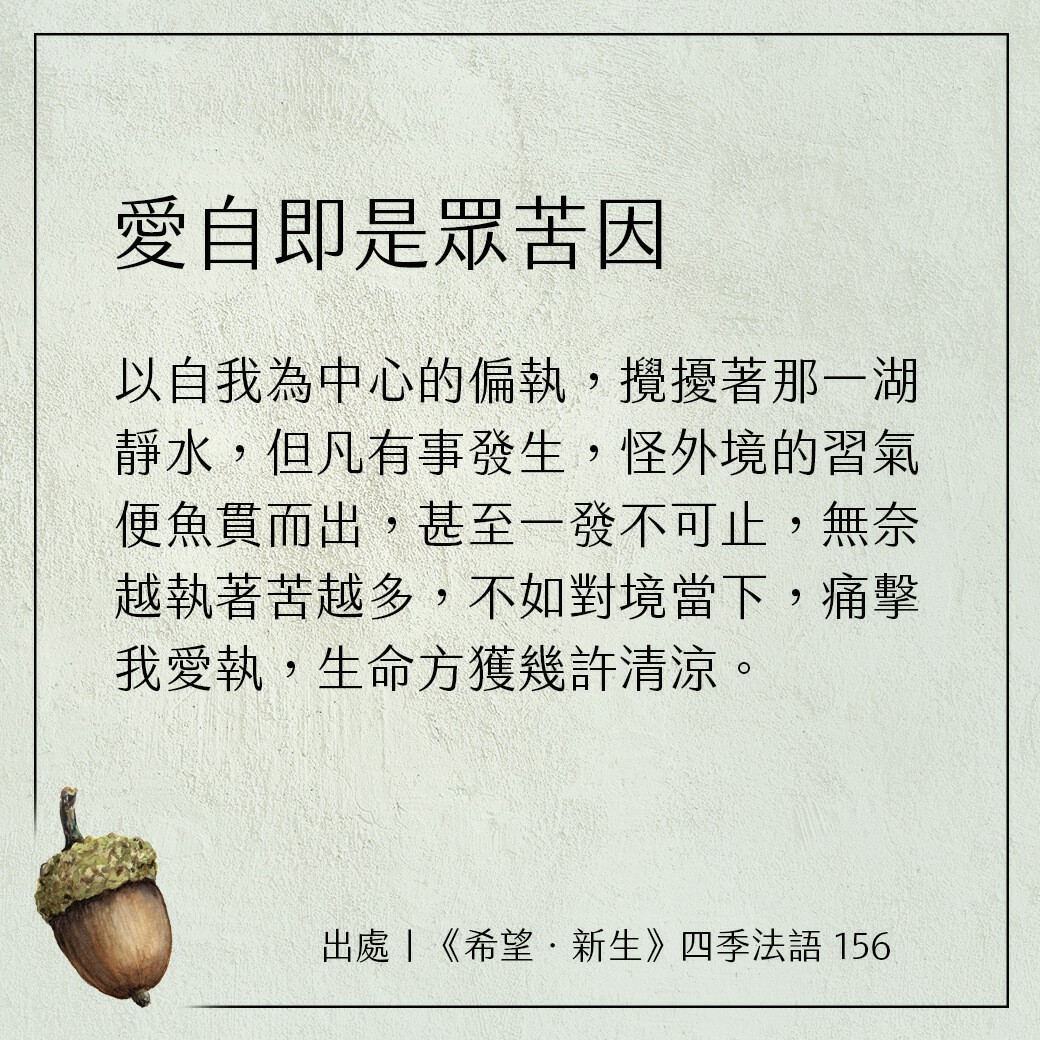 愛自即是眾苦因
以自我為中心的偏執，攪擾著那一湖
靜水，但凡有事發生，怪外境的習氣
便魚貫而出，甚至一發不可止，無奈
越執著苦越多，不如對境當下，痛擊
我愛執，生命方獲幾許清涼。
出處｜《希望．新生》四季法語 156